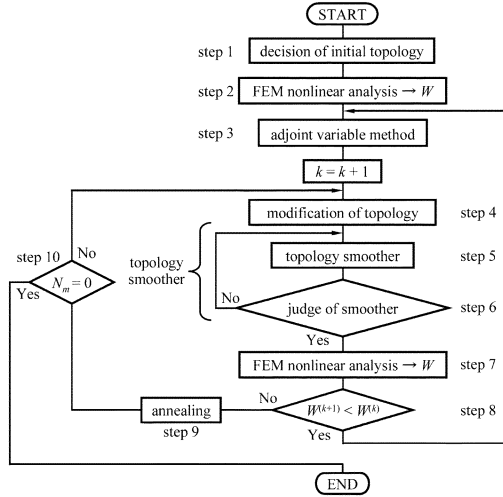 START
step 1
decision of initial topology
step 2
FEM nonlinear analysis → W
step 3
adjoint variable method
k = k + 1
modification of topology
step 4
step 10
No
Yes
Nₘ = 0
topology
smoother
topology smoother
step 5
No
judge of smoother
step 6
Yes
FEM nonlinear analysis → W
step 7
annealing
step 9
No
W⁽ᵏ⁺¹⁾ < W⁽ᵏ⁾
step 8
Yes
END